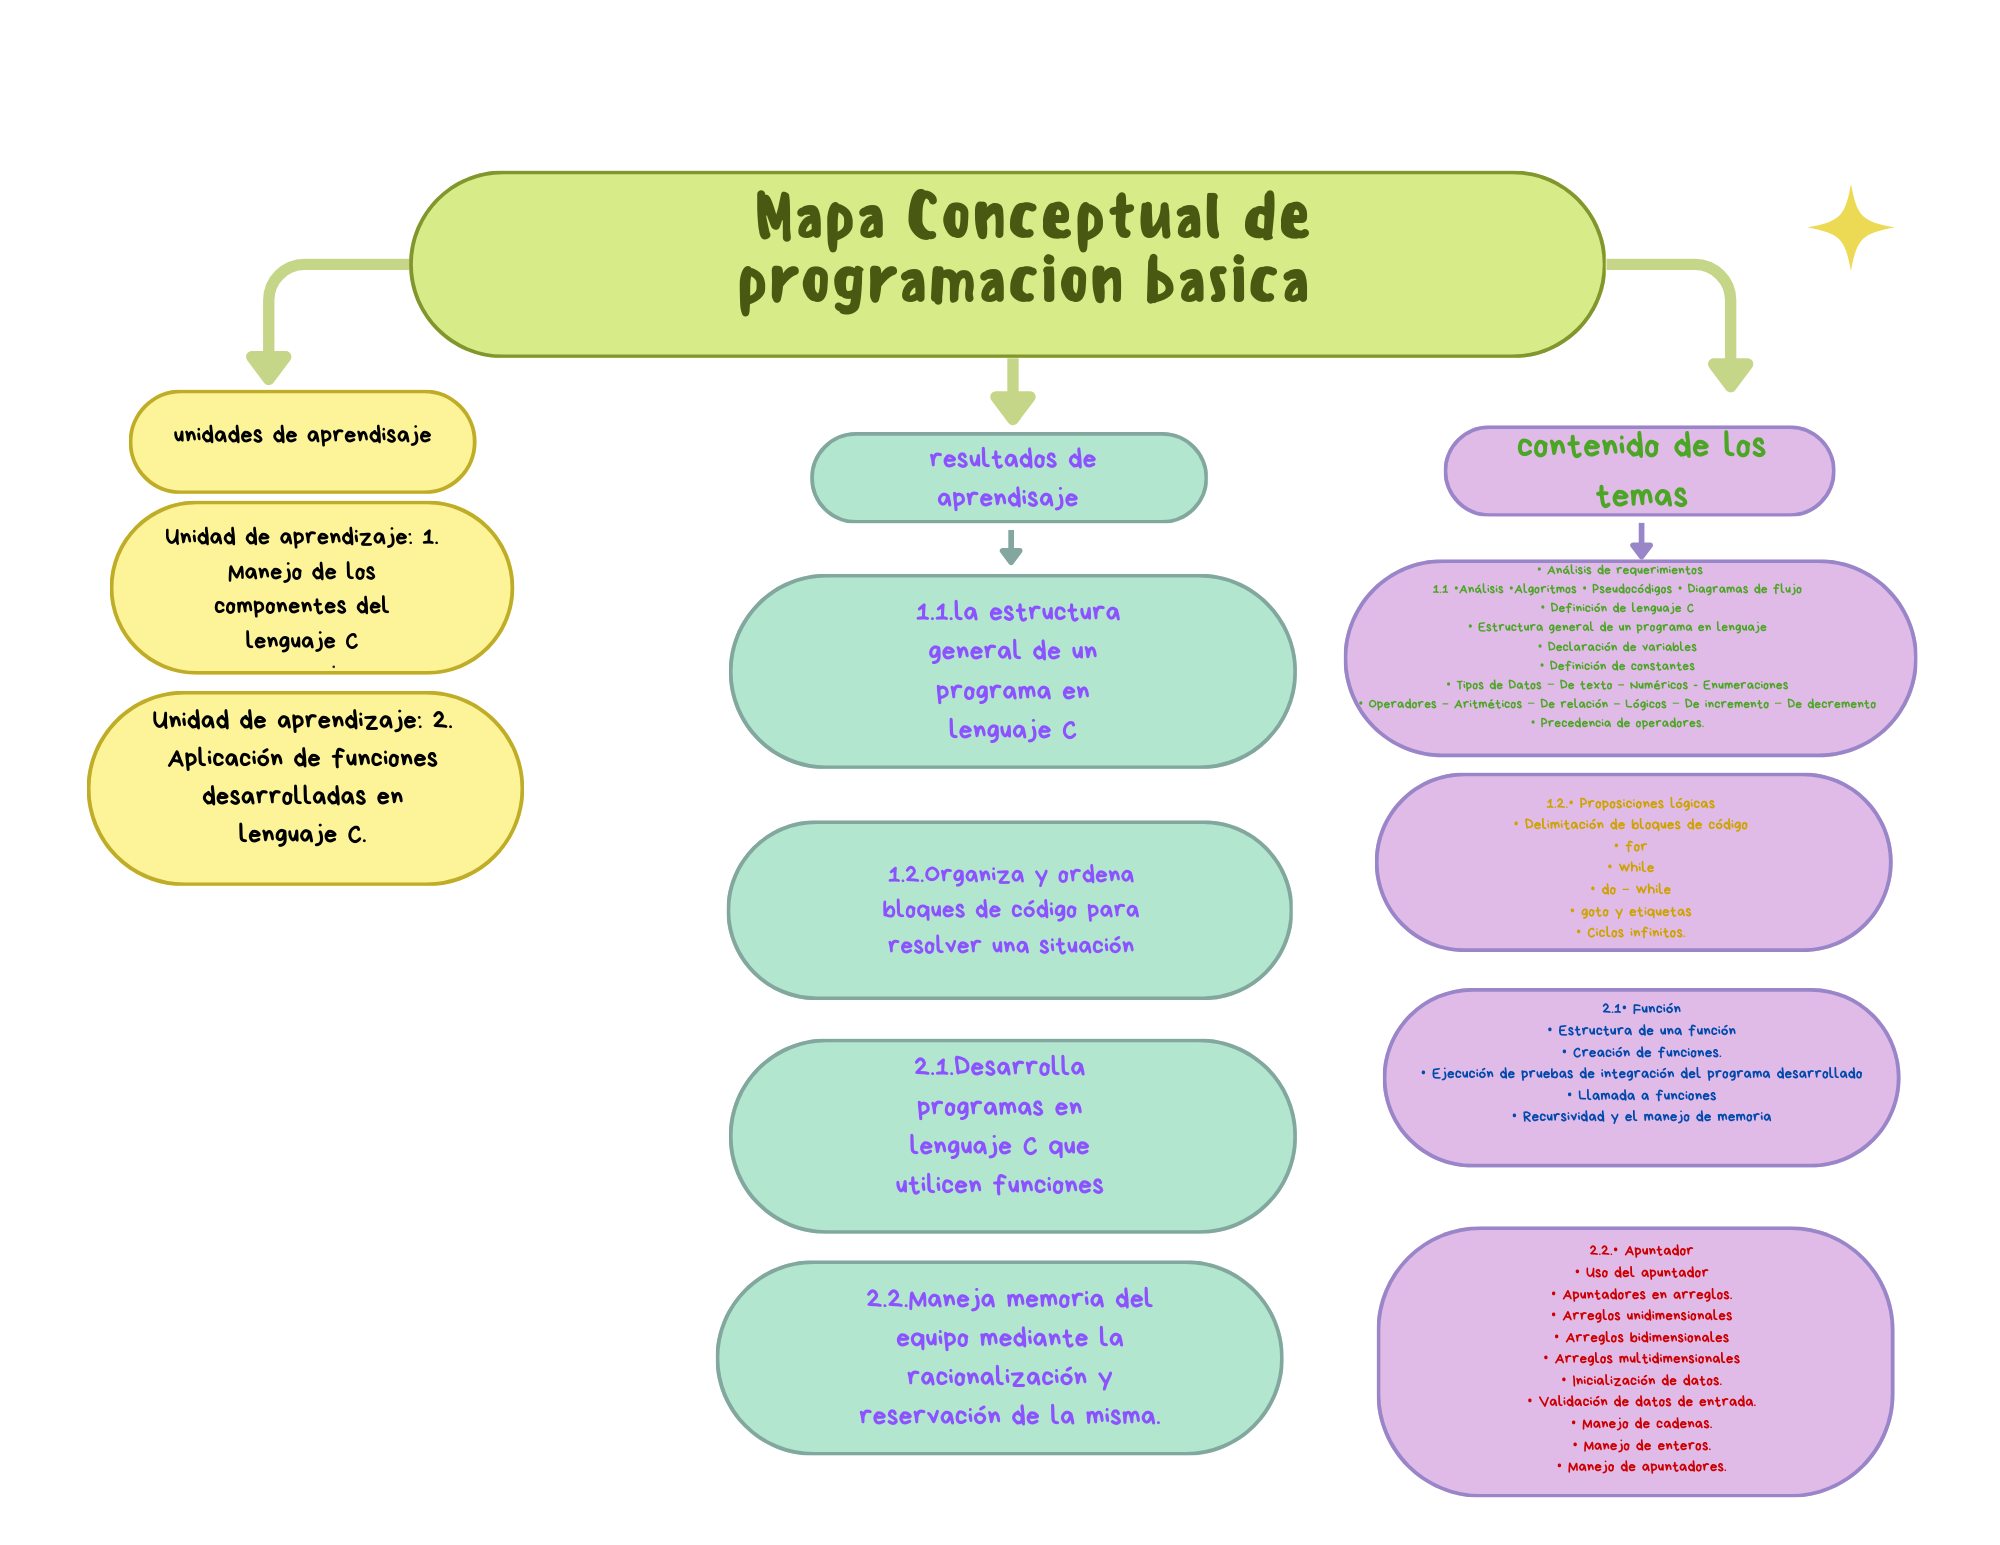 Mapa Conceptual de
programacion basica
unidades de aprendisaje
Unidad de aprendizaje: 1.
Manejo de los
componentes del
lenguaje C
.
Unidad de aprendizaje: 2.
Aplicación de funciones
desarrolladas en
lenguaje C.
resultados de
aprendisaje
1.1.la estructura
general de un
programa en
lenguaje C
1.2.Organiza y ordena
bloques de código para
resolver una situación
2.1.Desarrolla
programas en
lenguaje C que
utilicen funciones
2.2.Maneja memoria del
equipo mediante la
racionalización y
reservación de la misma.
contenido de los
temas
• Análisis de requerimientos
1.1 •Análisis •Algoritmos • Pseudocódigos • Diagramas de flujo
• Definición de lenguaje C
• Estructura general de un programa en lenguaje
• Declaración de variables
• Definición de constantes
• Tipos de Datos – De texto – Numéricos - Enumeraciones
• Operadores – Aritméticos – De relación – Lógicos – De incremento – De decremento
• Precedencia de operadores.
1.2.• Proposiciones lógicas
• Delimitación de bloques de código
• for
• While
• do – While
• goto y etiquetas
• Ciclos infinitos.
2.1• Función
• Estructura de una función
• Creación de funciones.
• Ejecución de pruebas de integración del programa desarrollado
• Llamada a funciones
• Recursividad y el manejo de memoria
2.2.• Apuntador
• Uso del apuntador
• Apuntadores en arreglos.
• Arreglos unidimensionales
• Arreglos bidimensionales
• Arreglos multidimensionales
• Inicialización de datos.
• Validación de datos de entrada.
• Manejo de cadenas.
• Manejo de enteros.
• Manejo de apuntadores.